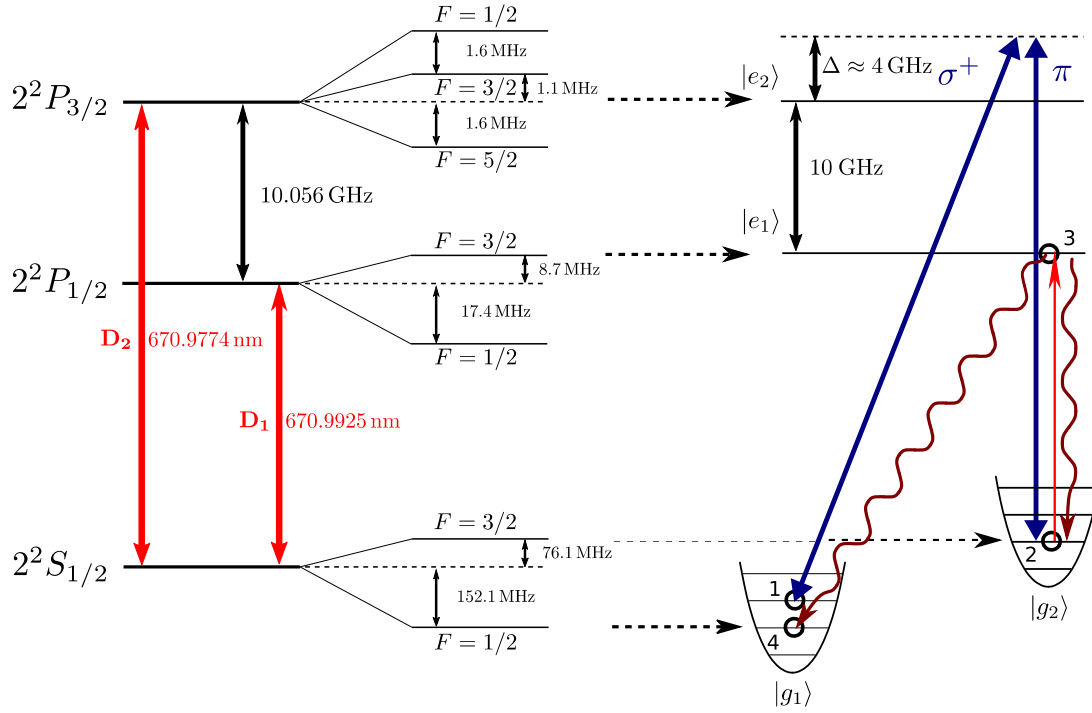 F = 1/2
1.6 MHz
F = 3/2
1.1 MHz
2²P₃/₂
1.6 MHz
F = 5/2
10.056 GHz
F = 3/2
8.7 MHz
2²P₁/₂
17.4 MHz
F = 1/2
D₂ 670.9774 nm
D₁ 670.9925 nm
F = 3/2
76.1 MHz
2²S₁/₂
152.1 MHz
F = 1/2
|e₂⟩
Δ ≈ 4 GHz
σ⁺
π
10 GHz
|e₁⟩
3
2
|g₂⟩
1
4
|g₁⟩